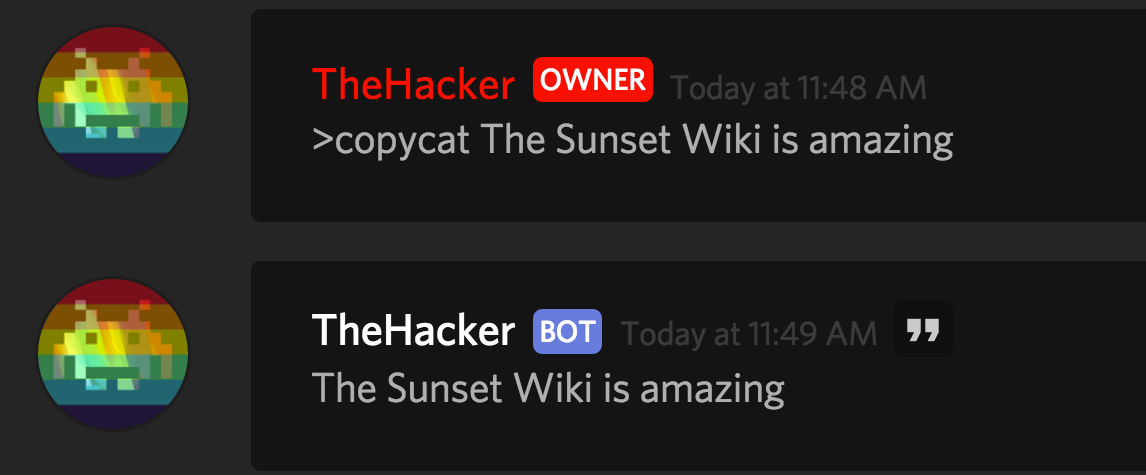 TheHacker OWNER Today at 11:48 AM
>copycat The Sunset Wiki is amazing
TheHacker BOT Today at 11:49 AM ❞
The Sunset Wiki is amazing